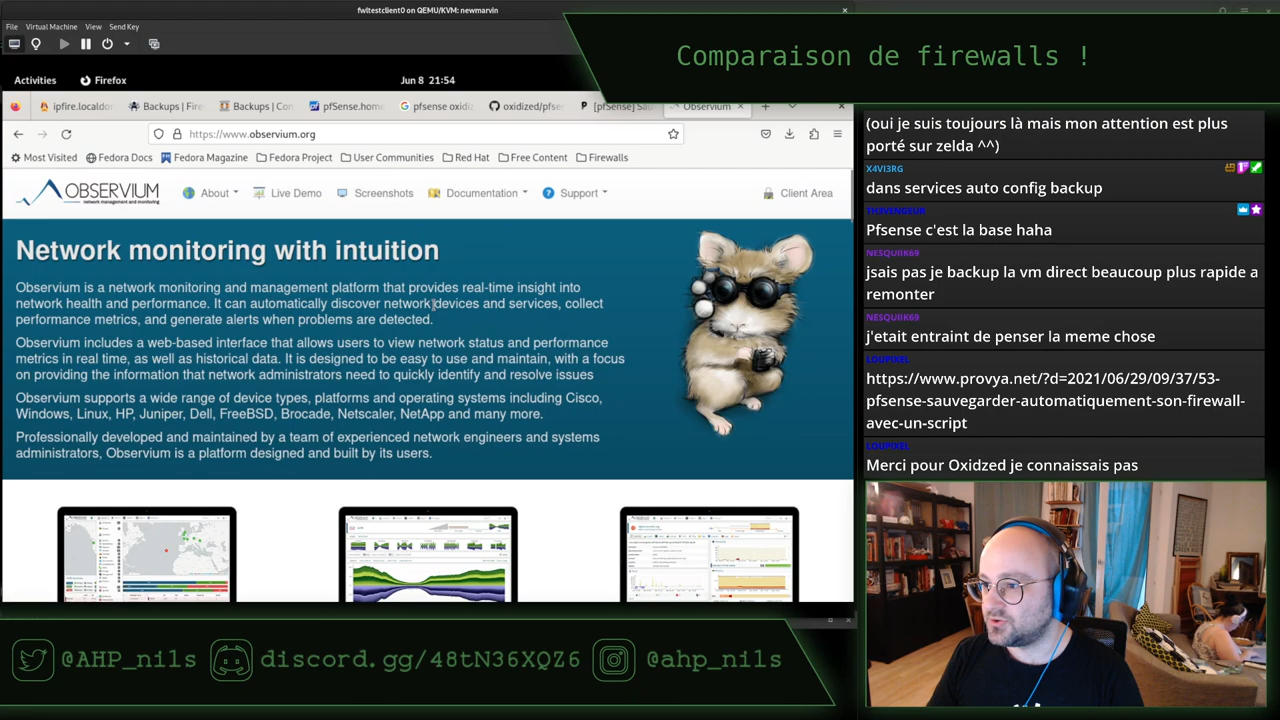 fwltestclient0 on QEMU/KVM: newmarvin
File Virtual Machine View Send Key
Comparaison de firewalls !
Activities Firefox Jun 8 21:54
ipfire.localdor Backups | Fire Backups | Con pfSense.home. pfsense oxidiz oxidized/pfser [pfSense] Sau Observium
https://www.observium.org
Most Visited Fedora Docs Fedora Magazine Fedora Project User Communities Red Hat Free Content Firewalls
OBSERVIUM
network management and monitoring
About Live Demo Screenshots Documentation Support Client Area
Network monitoring with intuition
Observium is a network monitoring and management platform that provides real-time insight into
network health and performance. It can automatically discover network devices and services, collect
performance metrics, and generate alerts when problems are detected.
Observium includes a web-based interface that allows users to view network status and performance
metrics in real time, as well as historical data. It is designed to be easy to use and maintain, with a focus
on providing the information that network administrators need to quickly identify and resolve issues
Observium supports a wide range of device types, platforms and operating systems including Cisco,
Windows, Linux, HP, Juniper, Dell, FreeBSD, Brocade, Netscaler, NetApp and many more.
Professionally developed and maintained by a team of experienced network engineers and systems
administrators, Observium is a platform designed and built by its users.
(oui je suis toujours là mais mon attention est plus
porté sur zelda ^^)
X4VI3RG
dans services auto config backup
TH3VENGEUR
Pfsense c'est la base haha
NESQUIIK69
jsais pas je backup la vm direct beaucoup plus rapide a
remonter
NESQUIIK69
j'etait entraint de penser la meme chose
LOUPIXEL
https://www.provya.net/?d=2021/06/29/09/37/53-
pfsense-sauvegarder-automatiquement-son-firewall-
avec-un-script
LOUPIXEL
Merci pour Oxidzed je connaissais pas
@AHP_nils discord.gg/48tN36XQZ6 @ahp_nils